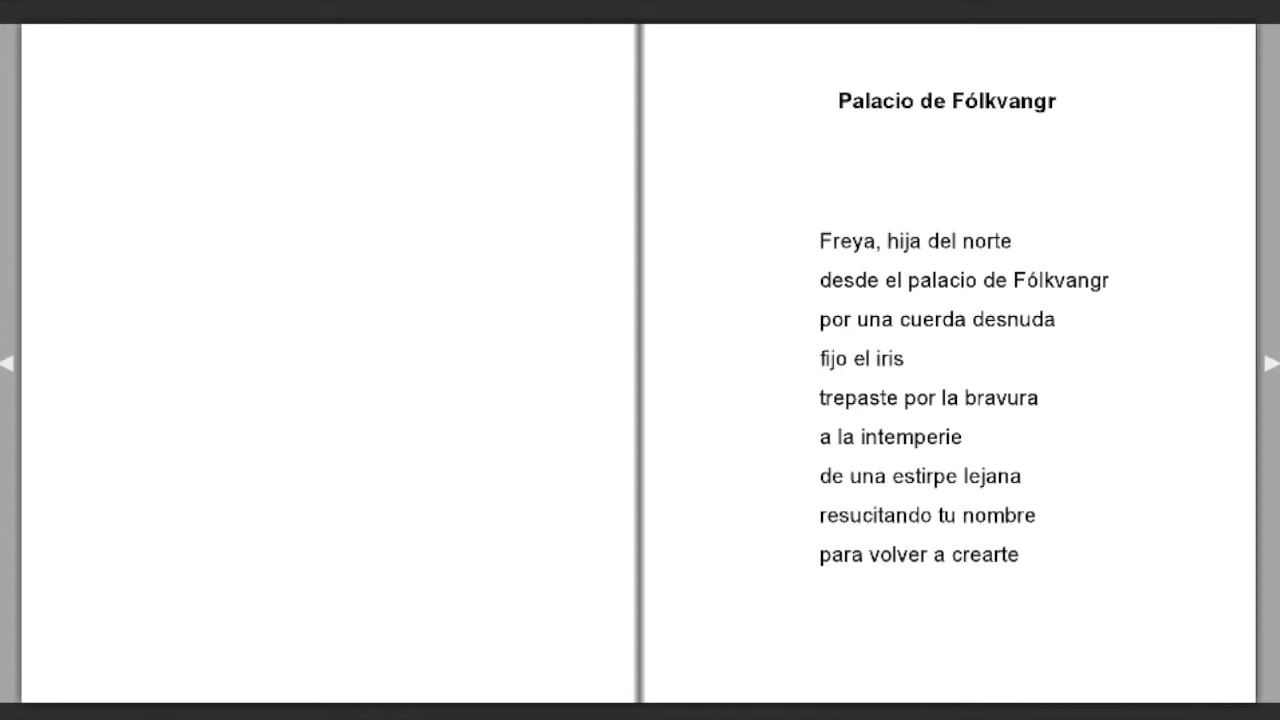 Palacio de Fólkvangr
Freya, hija del norte
desde el palacio de Fólkvangr
por una cuerda desnuda
fijo el iris
trepaste por la bravura
a la intemperie
de una estirpe lejana
resucitando tu nombre
para volver a crearte